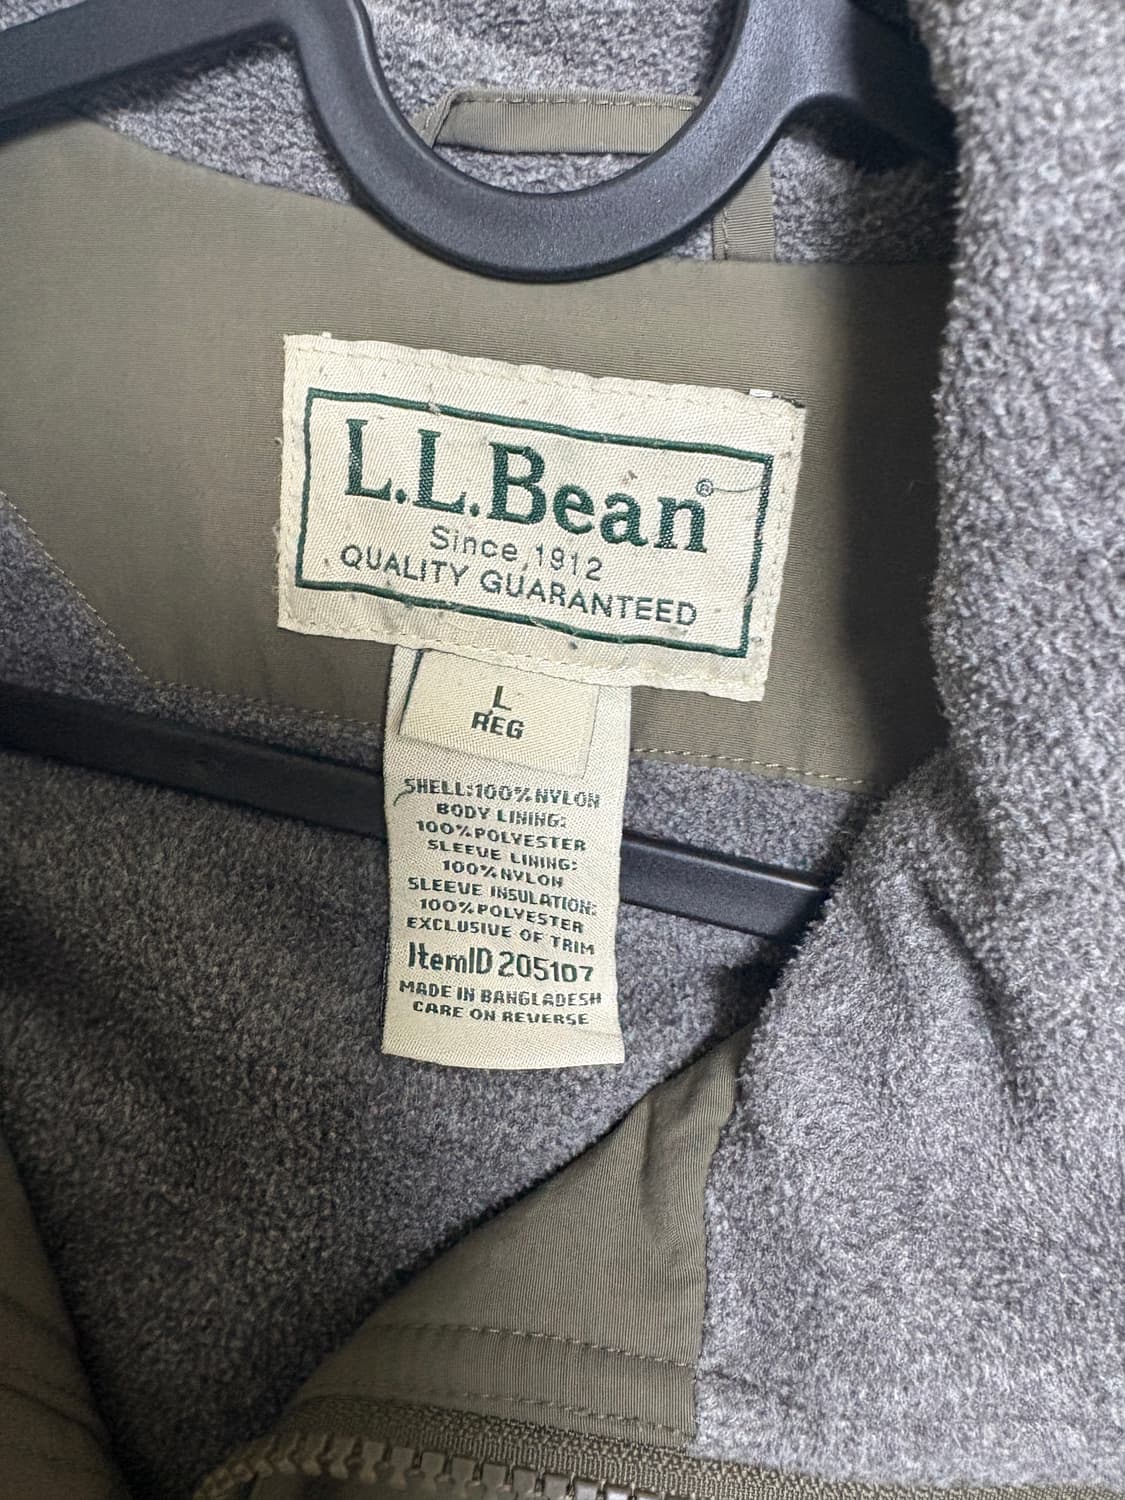 L.L.Bean®
Since 1912
QUALITY GUARANTEED
L
REG
SHELL:100%NYLON
BODY LINING:
100%POLYESTER
SLEEVE LINING:
100%NYLON
SLEEVE INSULATION:
100%POLYESTER
EXCLUSIVE OF TRIM
ItemID 205107
MADE IN BANGLADESH
CARE ON REVERSE